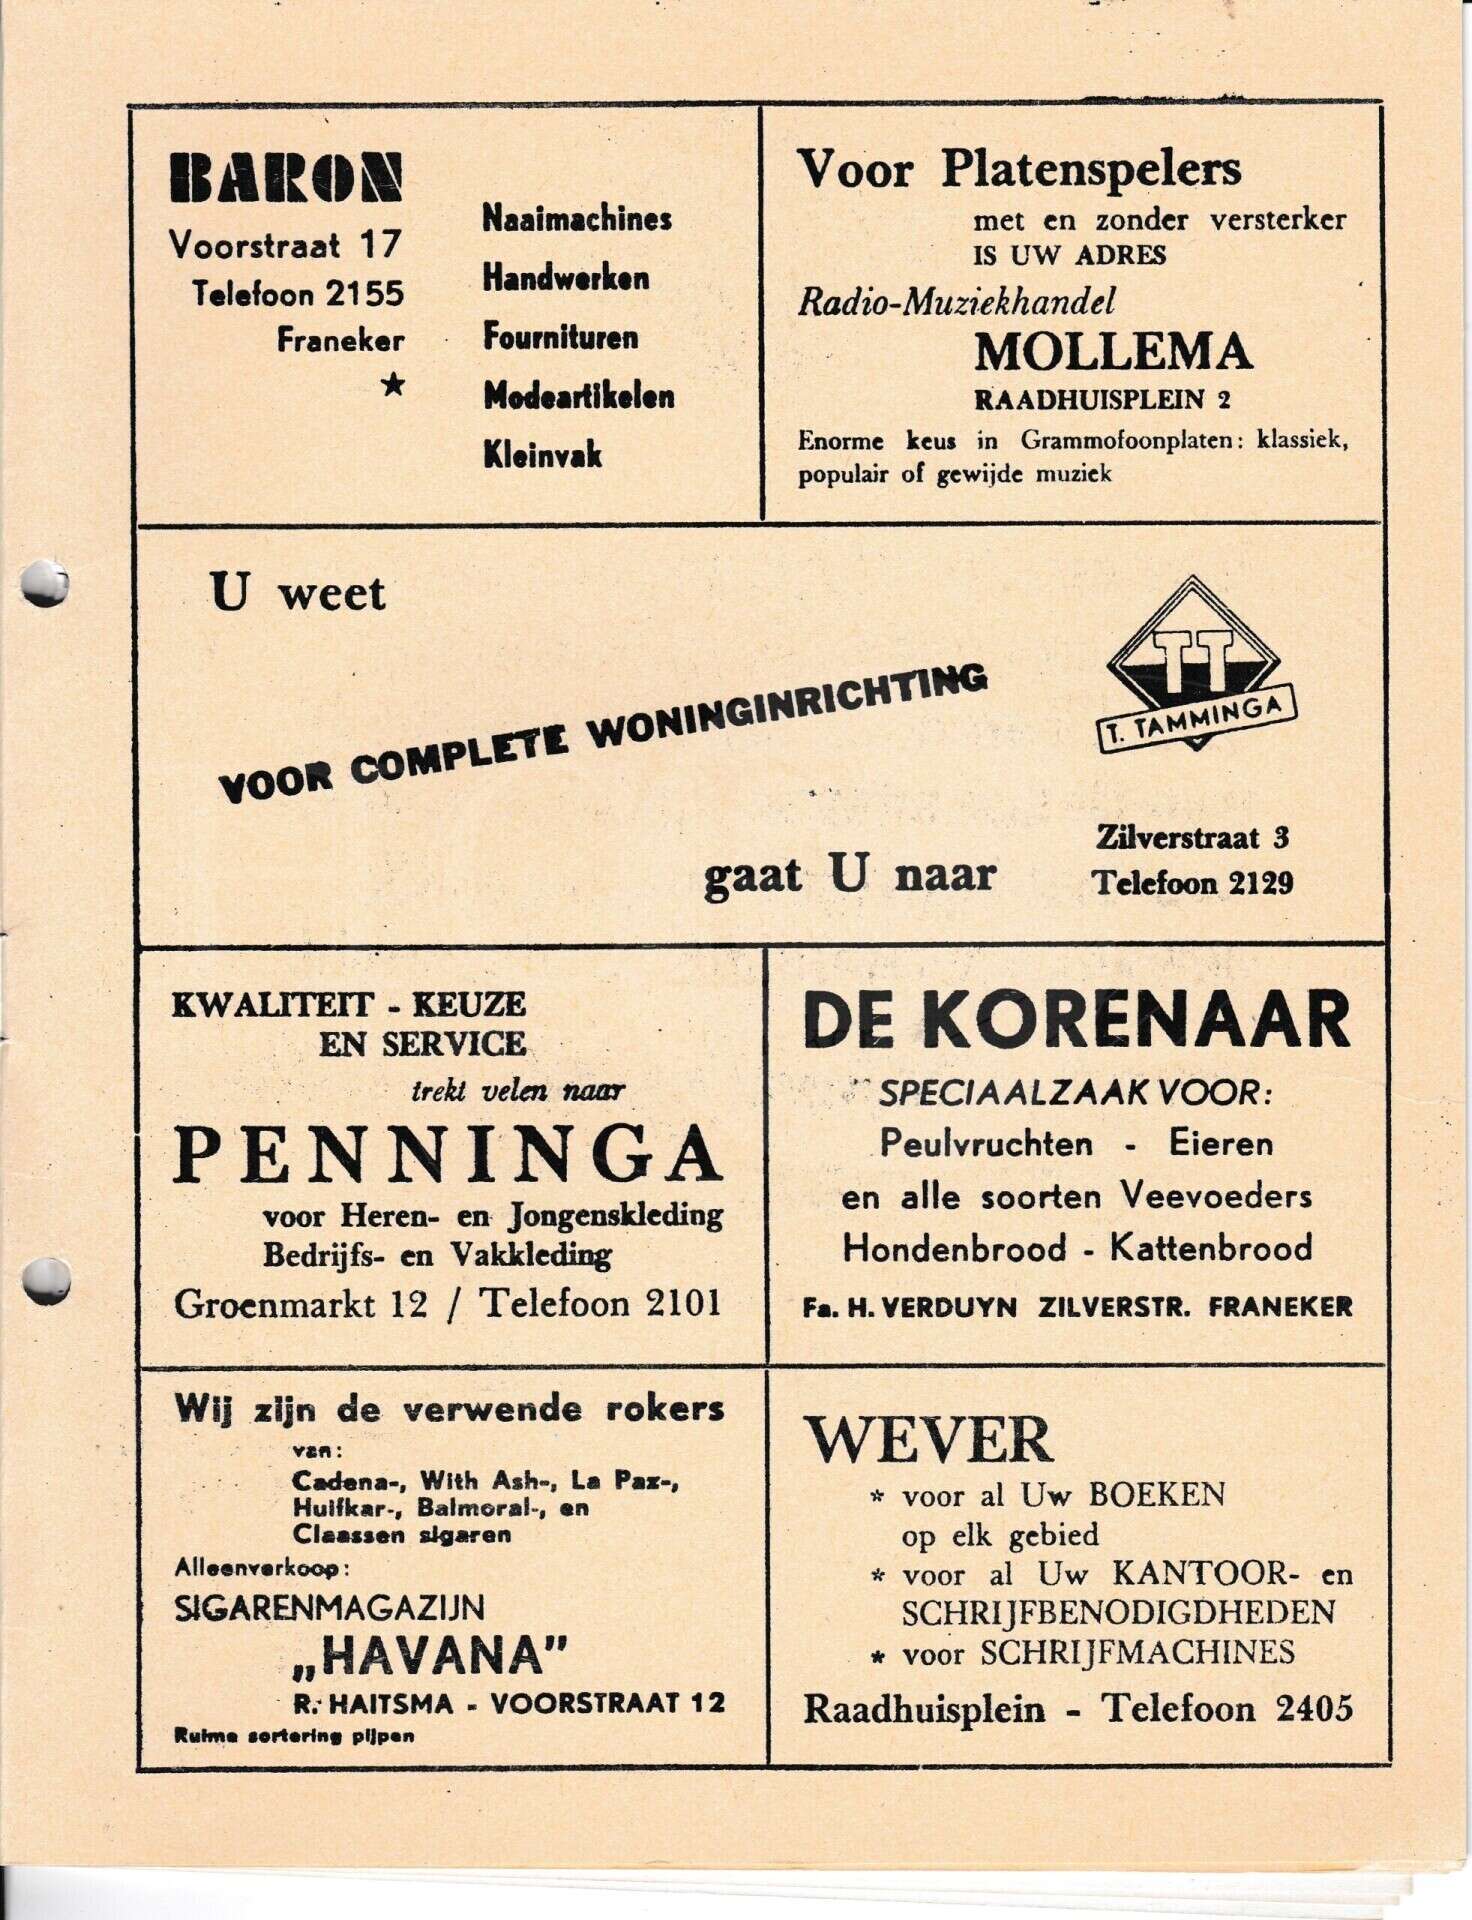 BARON
Voorstraat 17
Telefoon 2155
Franeker
★
Naaimachines
Handwerken
Fournituren
Modeartikelen
Kleinvak
Voor Platenspelers
met en zonder versterker
IS UW ADRES
Radio-Muziekhandel
MOLLEMA
RAADHUISPLEIN 2
Enorme keus in Grammofoonplaten: klassiek,
populair of gewijde muziek
U weet
VOOR COMPLETE WONINGINRICHTING
gaat U naar
TT
T. TAMMINGA
Zilverstraat 3
Telefoon 2129
KWALITEIT - KEUZE
EN SERVICE
trekt velen naar
PENNINGA
voor Heren- en Jongenskleding
Bedrijfs- en Vakkleding
Groenmarkt 12 / Telefoon 2101
DE KORENAAR
SPECIAALZAAK VOOR:
Peulvruchten - Eieren
en alle soorten Veevoeders
Hondenbrood - Kattenbrood
Fa. H. VERDUYN ZILVERSTR. FRANEKER
Wij zijn de verwende rokers
van:
Cadena-, With Ash-, La Paz-,
Huifkar-, Balmoral-, en
Claassen sigaren
Alleenverkoop:
SIGARENMAGAZIJN
„HAVANA”
R. HAITSMA - VOORSTRAAT 12
Ruime sortering pijpen
WEVER
* voor al Uw BOEKEN
op elk gebied
* voor al Uw KANTOOR- en
SCHRIJFBENODIGDHEDEN
* voor SCHRIJFMACHINES
Raadhuisplein - Telefoon 2405